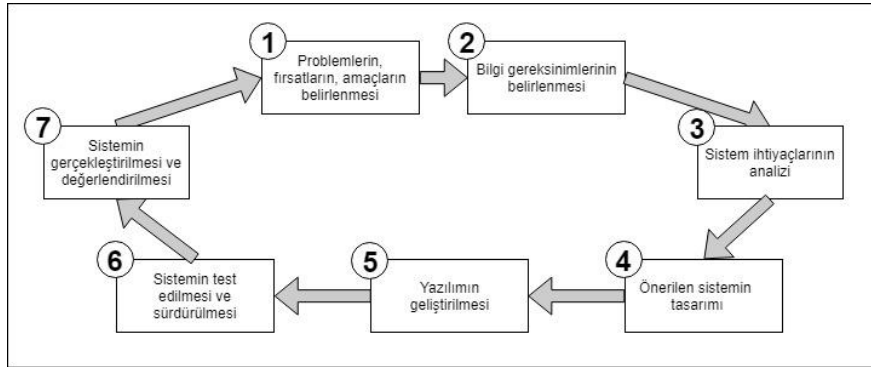 1
Problemlerin,
fırsatların, amaçların
belirlenmesi
2
Bilgi gereksinimlerinin
belirlenmesi
3
Sistem ihtiyaçlarının
analizi
4
Önerilen sistemin
tasarımı
5
Yazılımın
geliştirilmesi
6
Sistemin test
edilmesi ve
sürdürülmesi
7
Sistemin
gerçekleştirilmesi ve
değerlendirilmesi